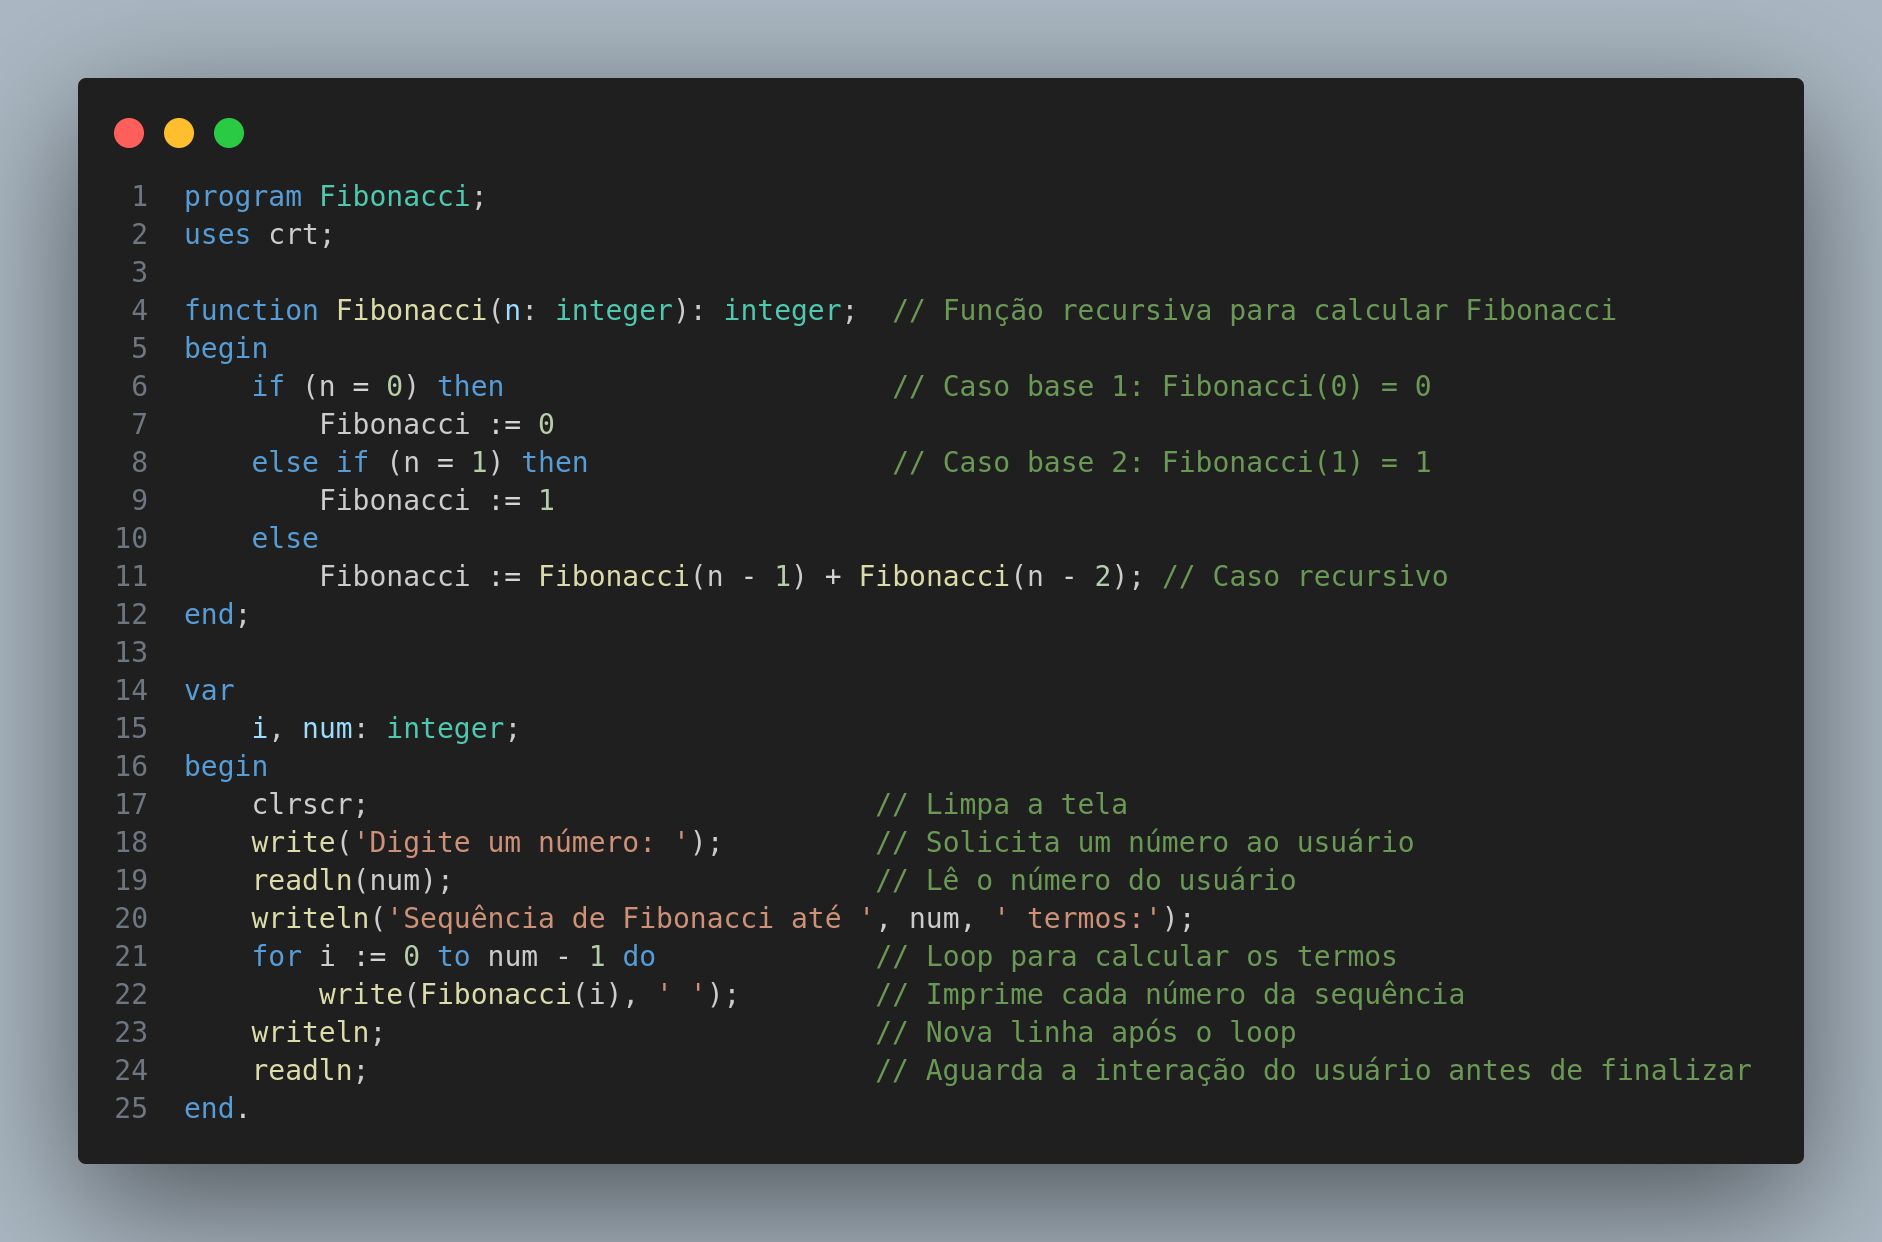 1 program Fibonacci;
2 uses crt;
3
4 function Fibonacci(n: integer): integer;  // Função recursiva para calcular Fibonacci
5 begin
6     if (n = 0) then                       // Caso base 1: Fibonacci(0) = 0
7         Fibonacci := 0
8     else if (n = 1) then                  // Caso base 2: Fibonacci(1) = 1
9         Fibonacci := 1
10     else
11         Fibonacci := Fibonacci(n - 1) + Fibonacci(n - 2); // Caso recursivo
12 end;
13
14 var
15     i, num: integer;
16 begin
17     clrscr;                              // Limpa a tela
18     write('Digite um número: ');         // Solicita um número ao usuário
19     readln(num);                         // Lê o número do usuário
20     writeln('Sequência de Fibonacci até ', num, ' termos:');
21     for i := 0 to num - 1 do             // Loop para calcular os termos
22         write(Fibonacci(i), ' ');        // Imprime cada número da sequência
23     writeln;                             // Nova linha após o loop
24     readln;                              // Aguarda a interação do usuário antes de finalizar
25 end.